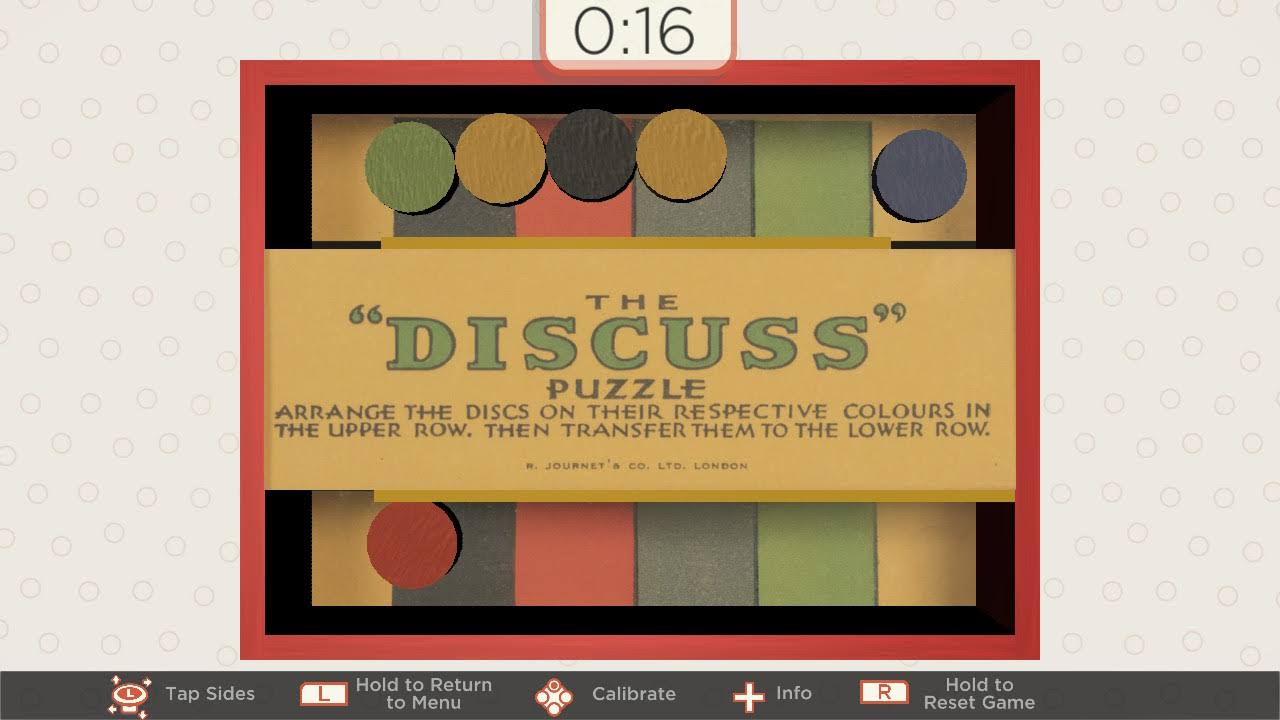 0:16
THE
“DISCUSS”
PUZZLE
ARRANGE THE DISCS ON THEIR RESPECTIVE COLOURS IN
THE UPPER ROW. THEN TRANSFER THEM TO THE LOWER ROW.
R. JOURNET'S CO. LTD. LONDON
L Tap Sides
L Hold to Return
to Menu
Calibrate
Info
R Hold to
Reset Game